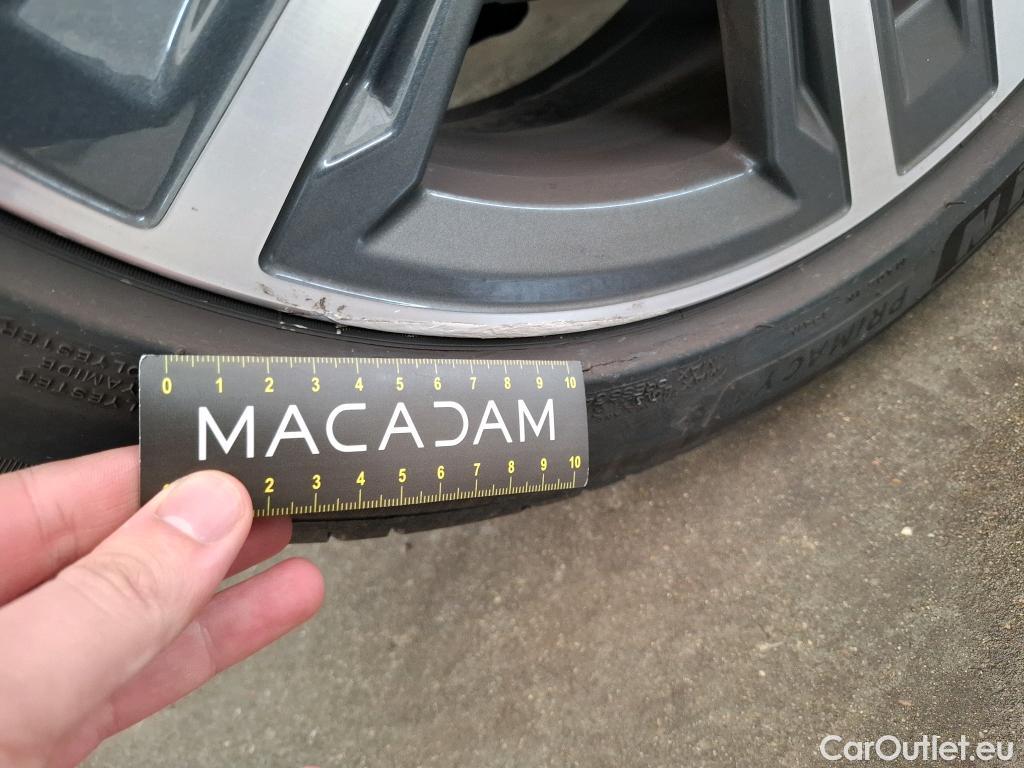 0 1 2 3 4 5 6 7 8 9 10
MACADAM
2 3 4 5 6 7 8 9 10
PRIMACY
POLYESTER
CarOutlet.eu